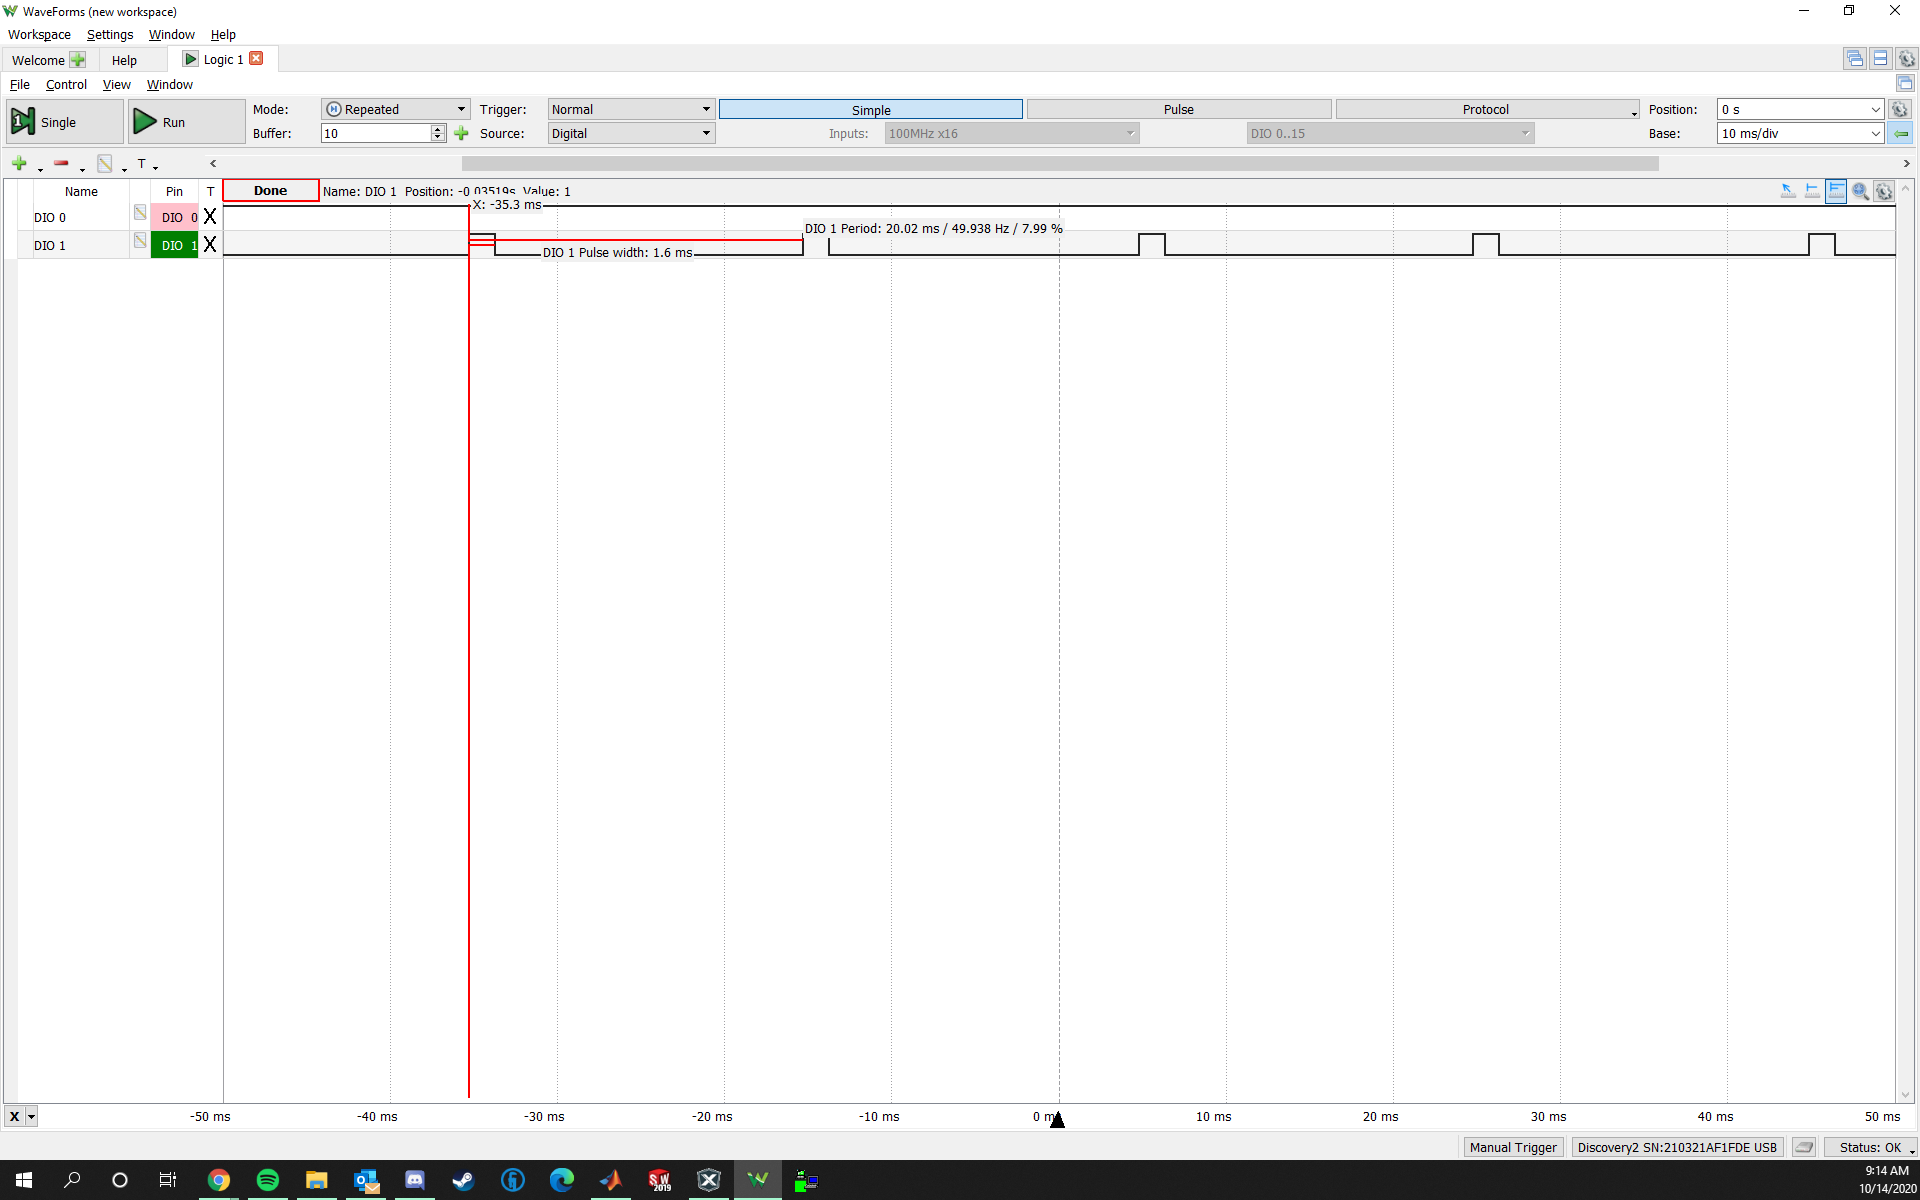 WaveForms (new workspace)
Workspace Settings Window Help
Welcome Help Logic 1
File Control View Window
Single Run Mode: Repeated Trigger: Normal Simple Pulse Protocol Position: 0 s
Buffer: 10 Source: Digital Inputs: 100MHz x16 DIO 0..15 Base: 10 ms/div
T
Name Pin T Done Name: DIO 1 Position: -0.03519s Value: 1
X: -35.3 ms
DIO 0 DIO 0 X
DIO 1 Period: 20.02 ms / 49.938 Hz / 7.99 %
DIO 1 DIO 1 X
DIO 1 Pulse width: 1.6 ms
X -50 ms -40 ms -30 ms -20 ms -10 ms 0 ms 10 ms 20 ms 30 ms 40 ms 50 ms
Manual Trigger Discovery2 SN:210321AF1FDE USB Status: OK
SW 2019
9:14 AM
10/14/2020